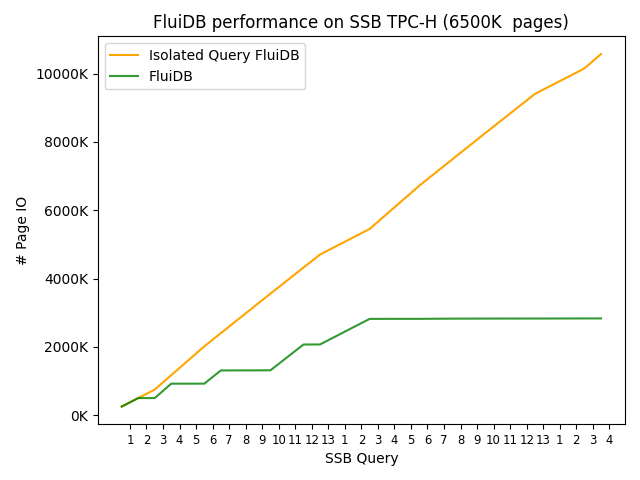 FluiDB performance on SSB TPC-H (6500K  pages)
Isolated Query FluiDB
FluiDB
10000K
8000K
6000K
4000K
2000K
0K
# Page IO
1 2 3 4 5 6 7 8 9 10 11 12 13 1 2 3 4 5 6 7 8 9 10 11 12 13 1 2 3 4
SSB Query